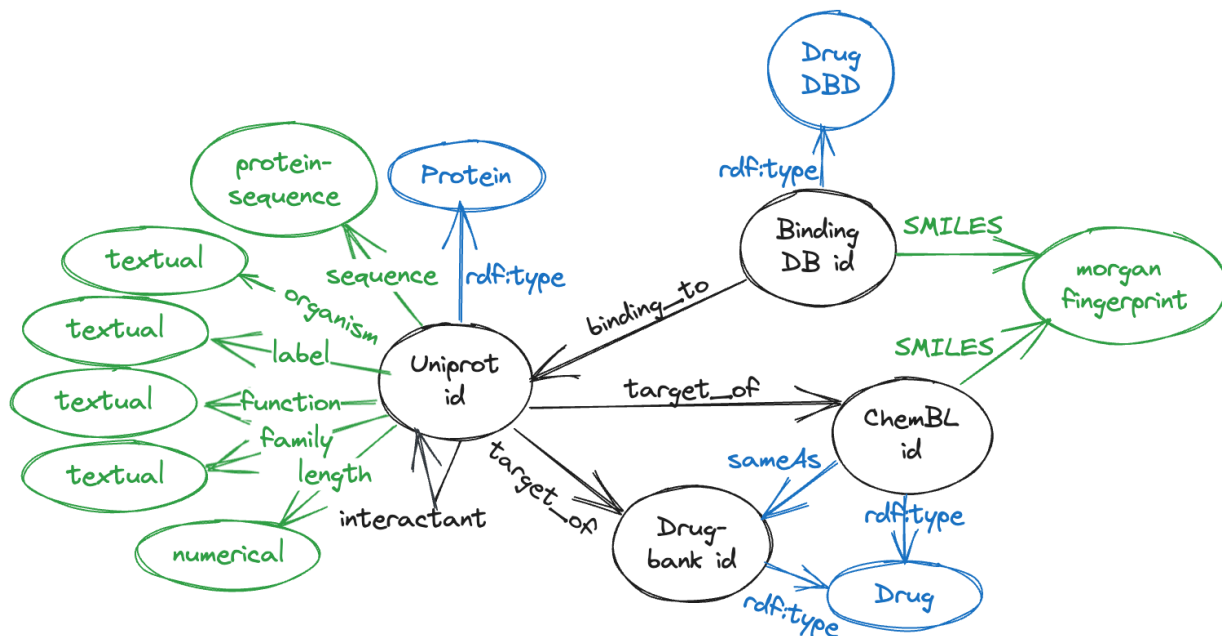 Drug
DBD
rdf:type
protein-
sequence
Protein
sequence
rdf:type
Binding
DB id
SMILES
morgan
fingerprint
textual
organism
binding_to
textual
label
Uniprot
id
SMILES
target_of
textual
function
ChemBL
id
family
textual
length
sameAs
target_of
interactant
rdf:type
numerical
Drug-
bank id
rdf:type
Drug